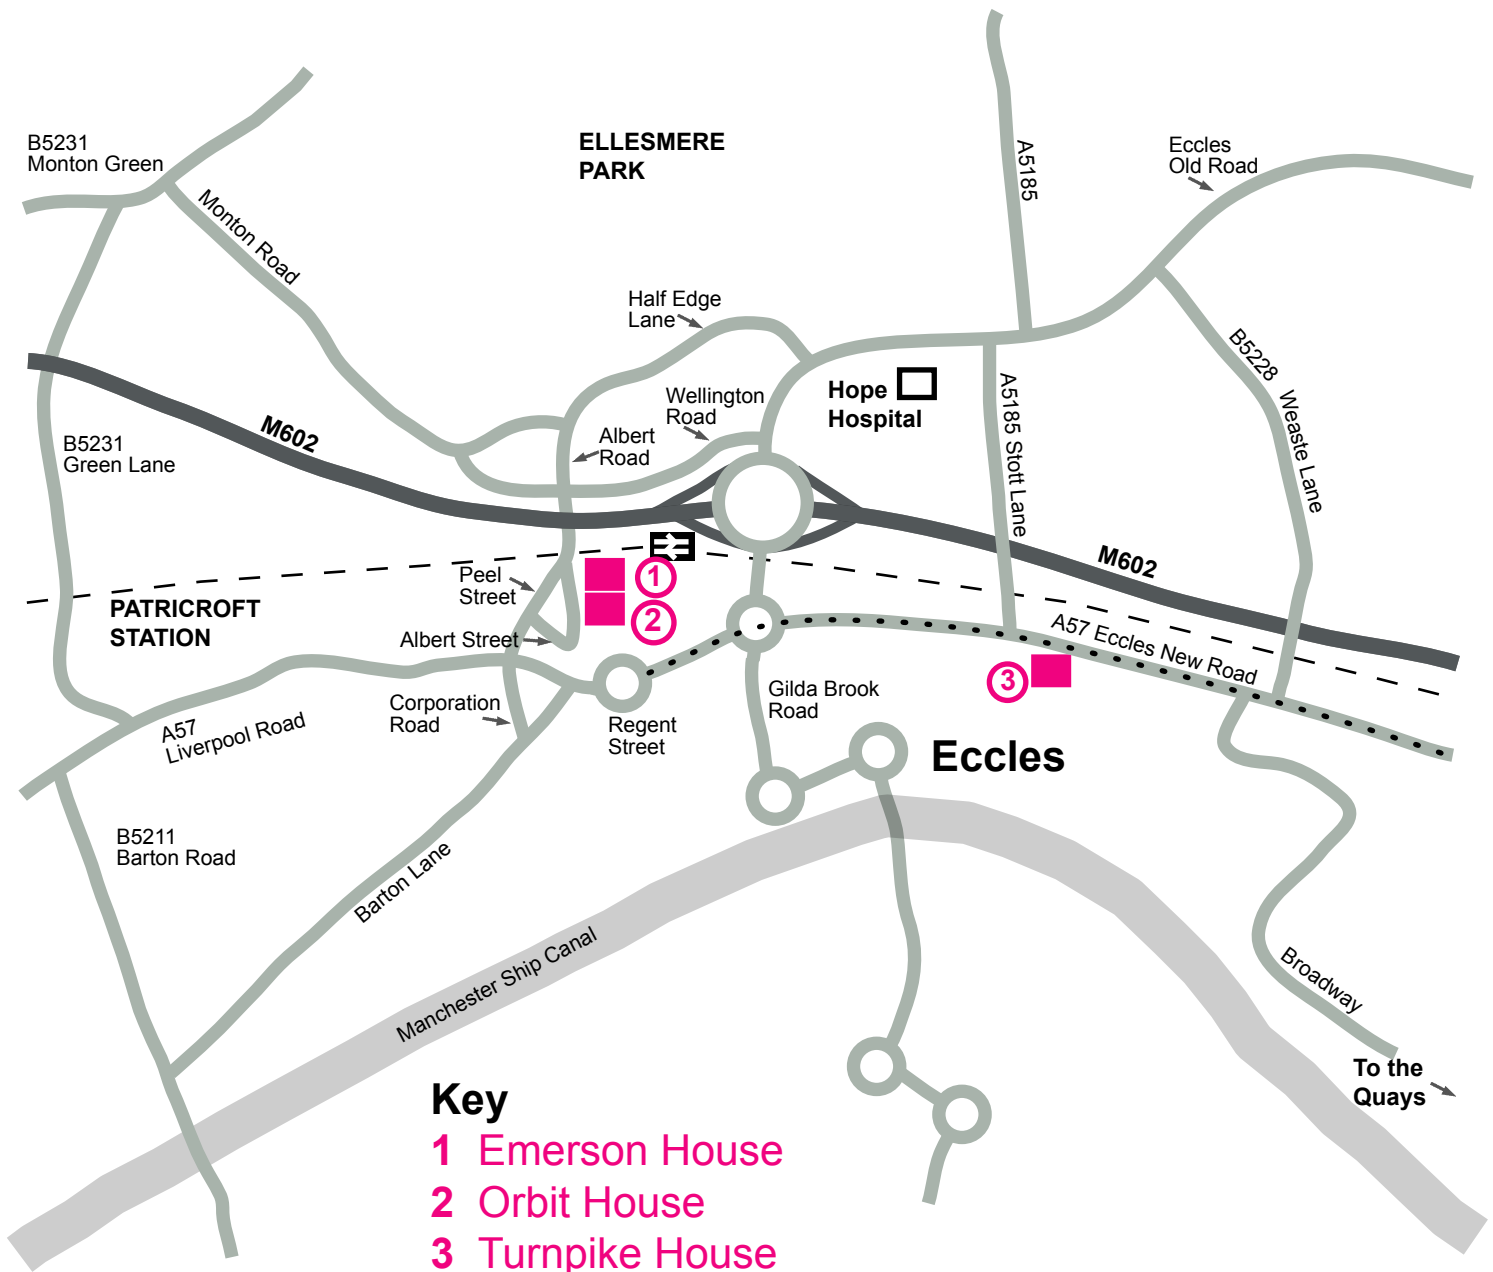 B5231
Monton Green
ELLESMERE
PARK
A5185
Eccles
Old Road
Monton Road
Half Edge
Lane
B5228
Weaste Lane
Hope
Hospital
Wellington
Road
A5185 Stott Lane
M602
Albert
Road
B5231
Green Lane
M602
1
Peel
Street
PATRICROFT
STATION
2
Albert Street
A57 Eccles New Road
3
Gilda Brook
Road
Corporation
Road
A57
Liverpool Road
Regent
Street
Eccles
B5211
Barton Road
Barton Lane
Manchester Ship Canal
Broadway
To the
Quays
Key
1 Emerson House
2 Orbit House
3 Turnpike House